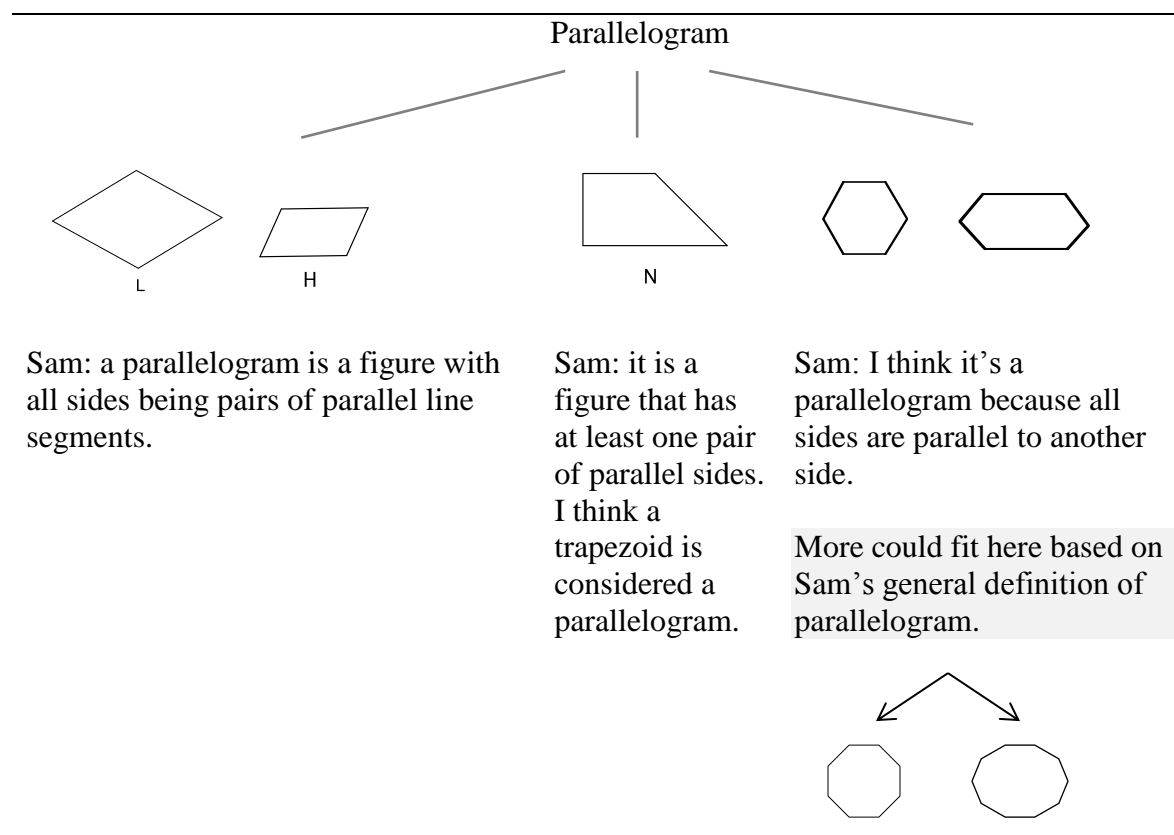 Parallelogram
L
H
N
Sam: a parallelogram is a figure with
all sides being pairs of parallel line
segments.
Sam: it is a
figure that has
at least one pair
of parallel sides.
I think a
trapezoid is
considered a
parallelogram.
Sam: I think it’s a
parallelogram because all
sides are parallel to another
side.
More could fit here based on
Sam’s general definition of
parallelogram.